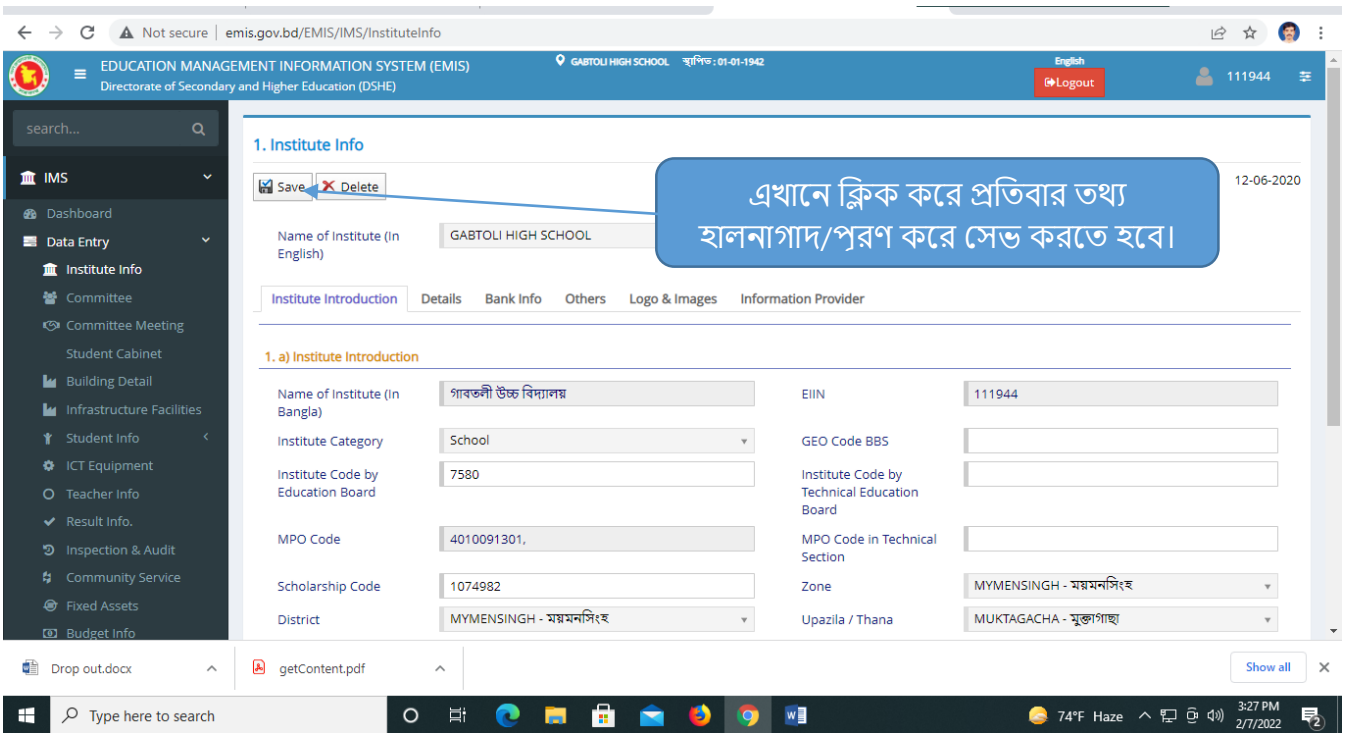 Not secure | emis.gov.bd/EMIS/IMS/InstituteInfo
EDUCATION MANAGEMENT INFORMATION SYSTEM (EMIS)
Directorate of Secondary and Higher Education (DSHE)
GABTOLI HIGH SCHOOL স্থাপিত : 01-01-1942
English
Logout
111944
search...
IMS
Dashboard
Data Entry
Institute Info
Committee
Committee Meeting
Student Cabinet
Building Detail
Infrastructure Facilities
Student Info
ICT Equipment
Teacher Info
Result Info.
Inspection & Audit
Community Service
Fixed Assets
Budget Info
1. Institute Info
Save Delete
12-06-2020
এখানে ক্লিক করে প্রতিবার তথ্য
হালনাগাদ/পূরণ করে সেভ করতে হবে।
Name of Institute (In
English)
GABTOLI HIGH SCHOOL
Institute Introduction Details Bank Info Others Logo & Images Information Provider
1. a) Institute Introduction
Name of Institute (In
Bangla)
গাবতলী উচ্চ বিদ্যালয়
EIIN 111944
Institute Category School
GEO Code BBS
Institute Code by
Education Board
7580
Institute Code by
Technical Education
Board
MPO Code 4010091301,
MPO Code in Technical
Section
Scholarship Code 1074982
Zone MYMENSINGH - ময়মনসিংহ
District MYMENSINGH - ময়মনসিংহ
Upazila / Thana MUKTAGACHA - মুক্তাগাছা
Drop out.docx
getContent.pdf
Show all
Type here to search
74°F Haze
3:27 PM
2/7/2022
2